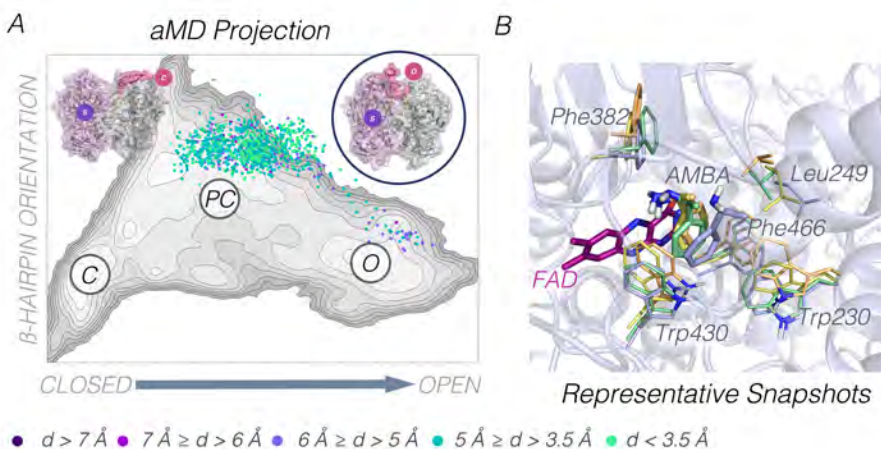 A
aMD Projection
B
ß-HAIRPIN ORIENTATION
C
S
O
S
PC
C
O
CLOSED
OPEN
Phe382
AMBA
Leu249
Phe466
FAD
Trp430
Trp230
Representative Snapshots
d > 7 Å 7 Å ≥ d > 6 Å 6 Å ≥ d > 5 Å 5 Å ≥ d > 3.5 Å d < 3.5 Å